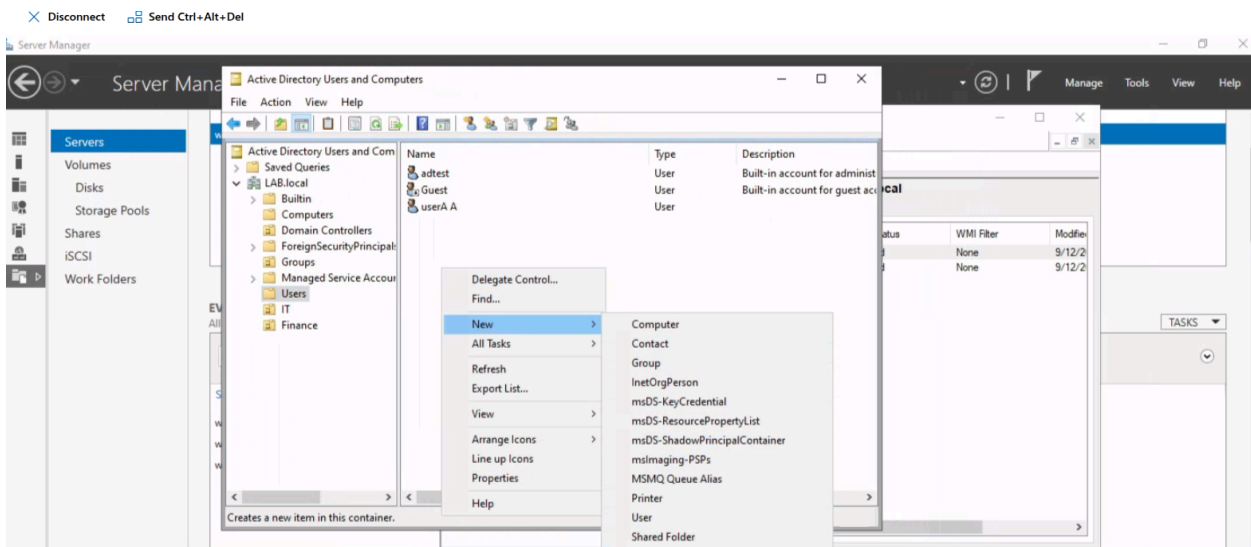 Disconnect Send Ctrl+Alt+Del
Server Manager
Server Mana
Manage Tools View Help
Active Directory Users and Computers
File Action View Help
Servers
Volumes
Disks
Storage Pools
Shares
iSCSI
Work Folders
Active Directory Users and Com
Saved Queries
LAB.local
Builtin
Computers
Domain Controllers
ForeignSecurityPrincipals
Groups
Managed Service Accour
Users
IT
Finance
Name Type Description
adtest User Built-in account for administ
Guest User Built-in account for guest acc
userA A User
Delegate Control...
Find...
New
All Tasks
Refresh
Export List...
View
Arrange Icons
Line up Icons
Properties
Help
Computer
Contact
Group
InetOrgPerson
msDS-KeyCredential
msDS-ResourcePropertyList
msDS-ShadowPrincipalContainer
msImaging-PSPs
MSMQ Queue Alias
Printer
User
Shared Folder
Creates a new item in this container.
cal
atus WMI Filter Modifie
None 9/12/2
None 9/12/2
EV
All
TASKS